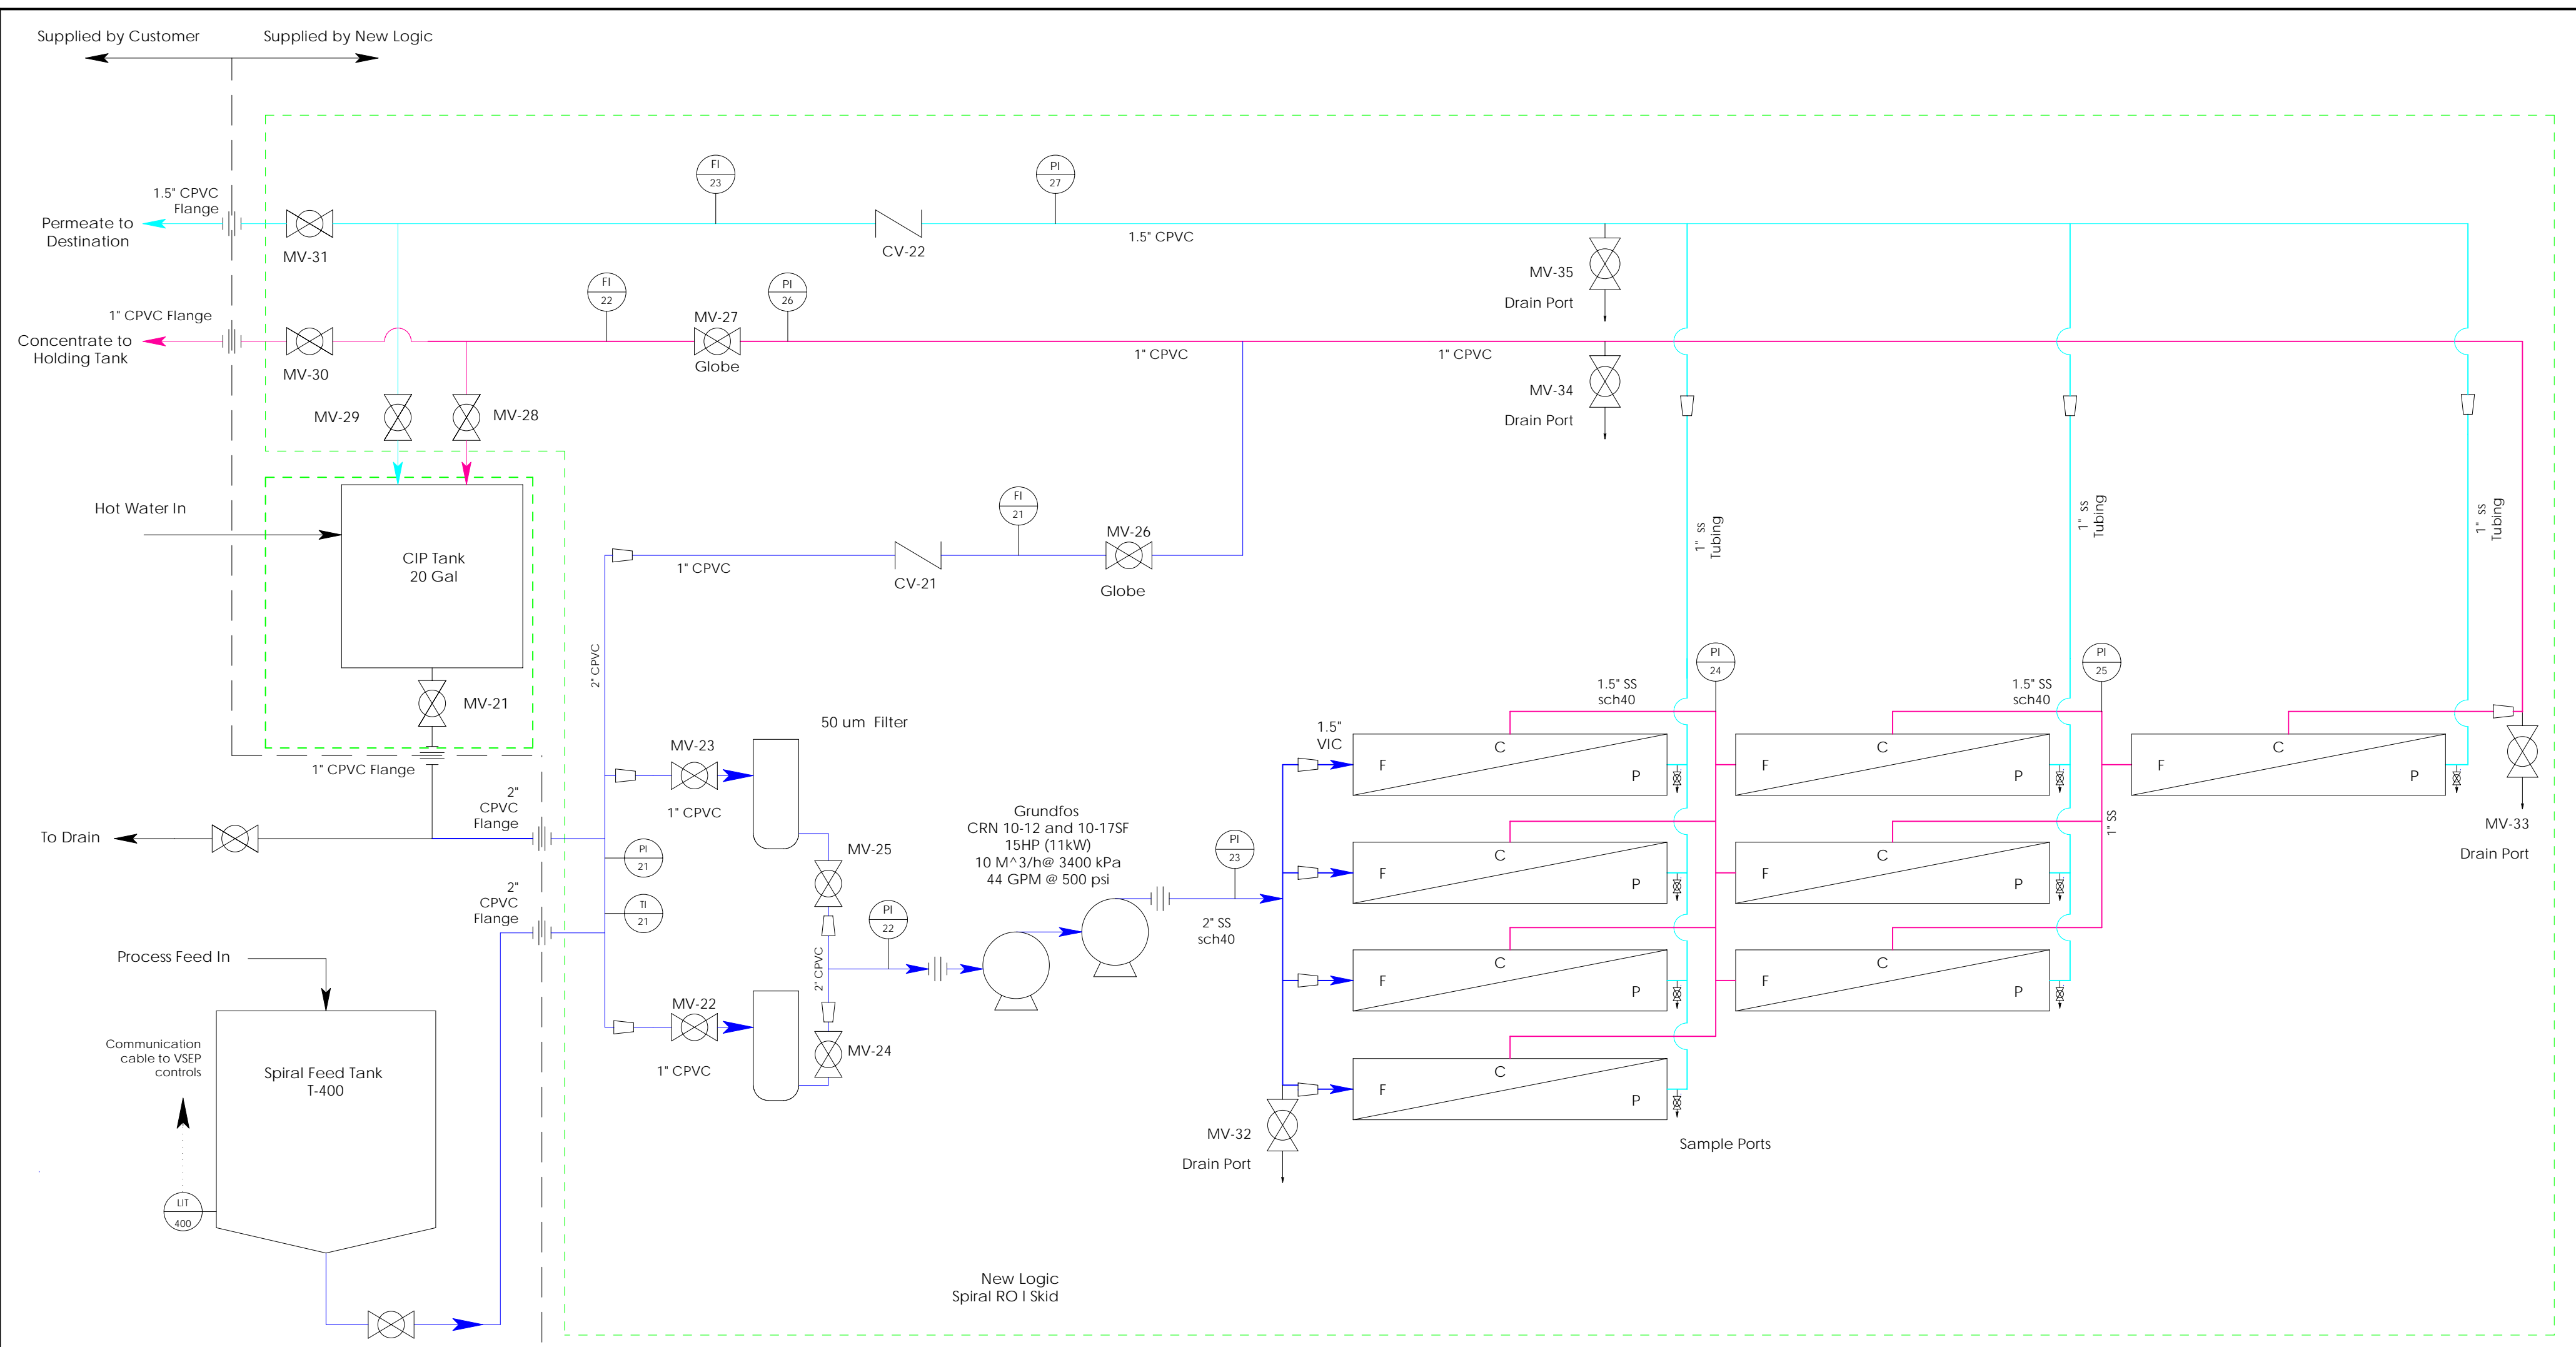 Supplied by Customer
Supplied by New Logic
FI
23
PI
27
1.5" CPVC
Flange
Permeate to
Destination
MV-31
CV-22
1.5" CPVC
MV-35
Drain Port
FI
22
PI
26
1" CPVC Flange
Concentrate to
Holding Tank
MV-30
MV-27
Globe
1" CPVC
1" CPVC
MV-34
Drain Port
MV-29
MV-28
Hot Water In
CIP Tank
20 Gal
MV-21
1" CPVC Flange
FI
21
MV-26
Globe
CV-21
1" CPVC
2" CPVC
1" ss
Tubing
1" ss
Tubing
1" ss
Tubing
50 um Filter
MV-23
1" CPVC
MV-25
2"
CPVC
Flange
To Drain
PI
21
TI
21
2"
CPVC
Flange
Grundfos
CRN 10-12 and 10-17SF
15HP (11kW)
10 M^3/h@ 3400 kPa
44 GPM @ 500 psi
PI
22
PI
23
2" SS
sch40
2" CPVC
MV-22
1" CPVC
MV-24
1.5"
VIC
1.5" SS
sch40
PI
24
1.5" SS
sch40
PI
25
1" SS
F
C
P
F
C
P
F
C
P
F
C
P
F
C
P
F
C
P
F
C
P
F
C
P
MV-33
Drain Port
MV-32
Drain Port
Sample Ports
Process Feed In
Communication
cable to VSEP
controls
Spiral Feed Tank
T-400
LIT
400
New Logic
Spiral RO I Skid